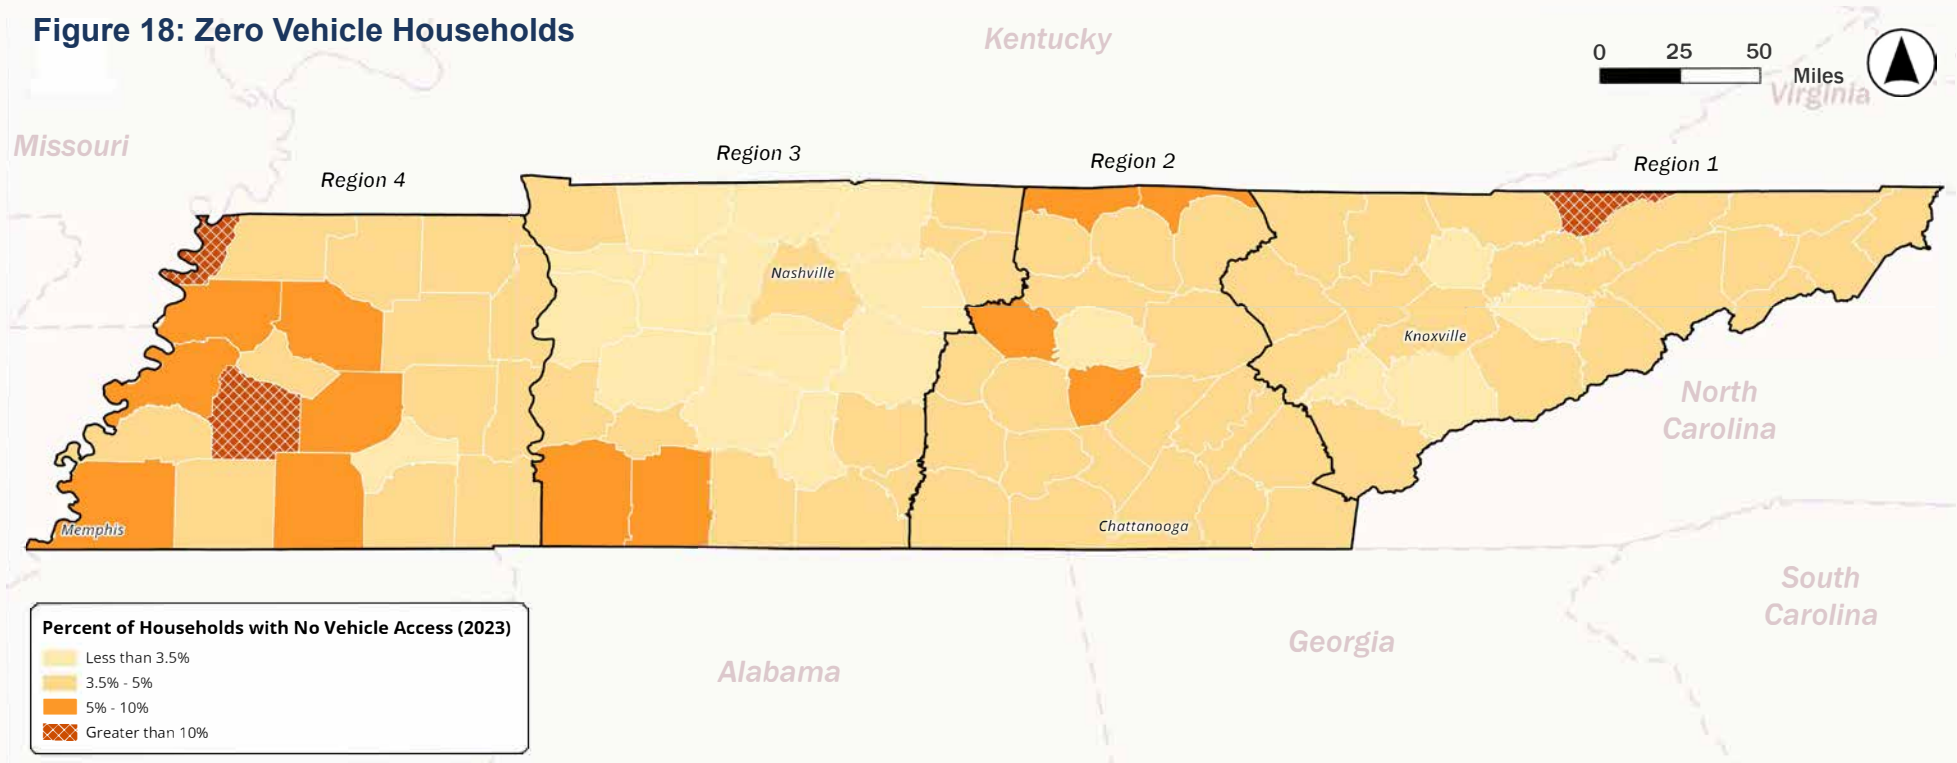 Figure 18: Zero Vehicle Households
Kentucky
0 25 50
Miles
Virginia
Missouri
Region 4
Region 3
Region 2
Region 1
Nashville
Knoxville
North
Carolina
Memphis
Chattanooga
South
Carolina
Georgia
Alabama
Percent of Households with No Vehicle Access (2023)
Less than 3.5%
3.5% - 5%
5% - 10%
Greater than 10%